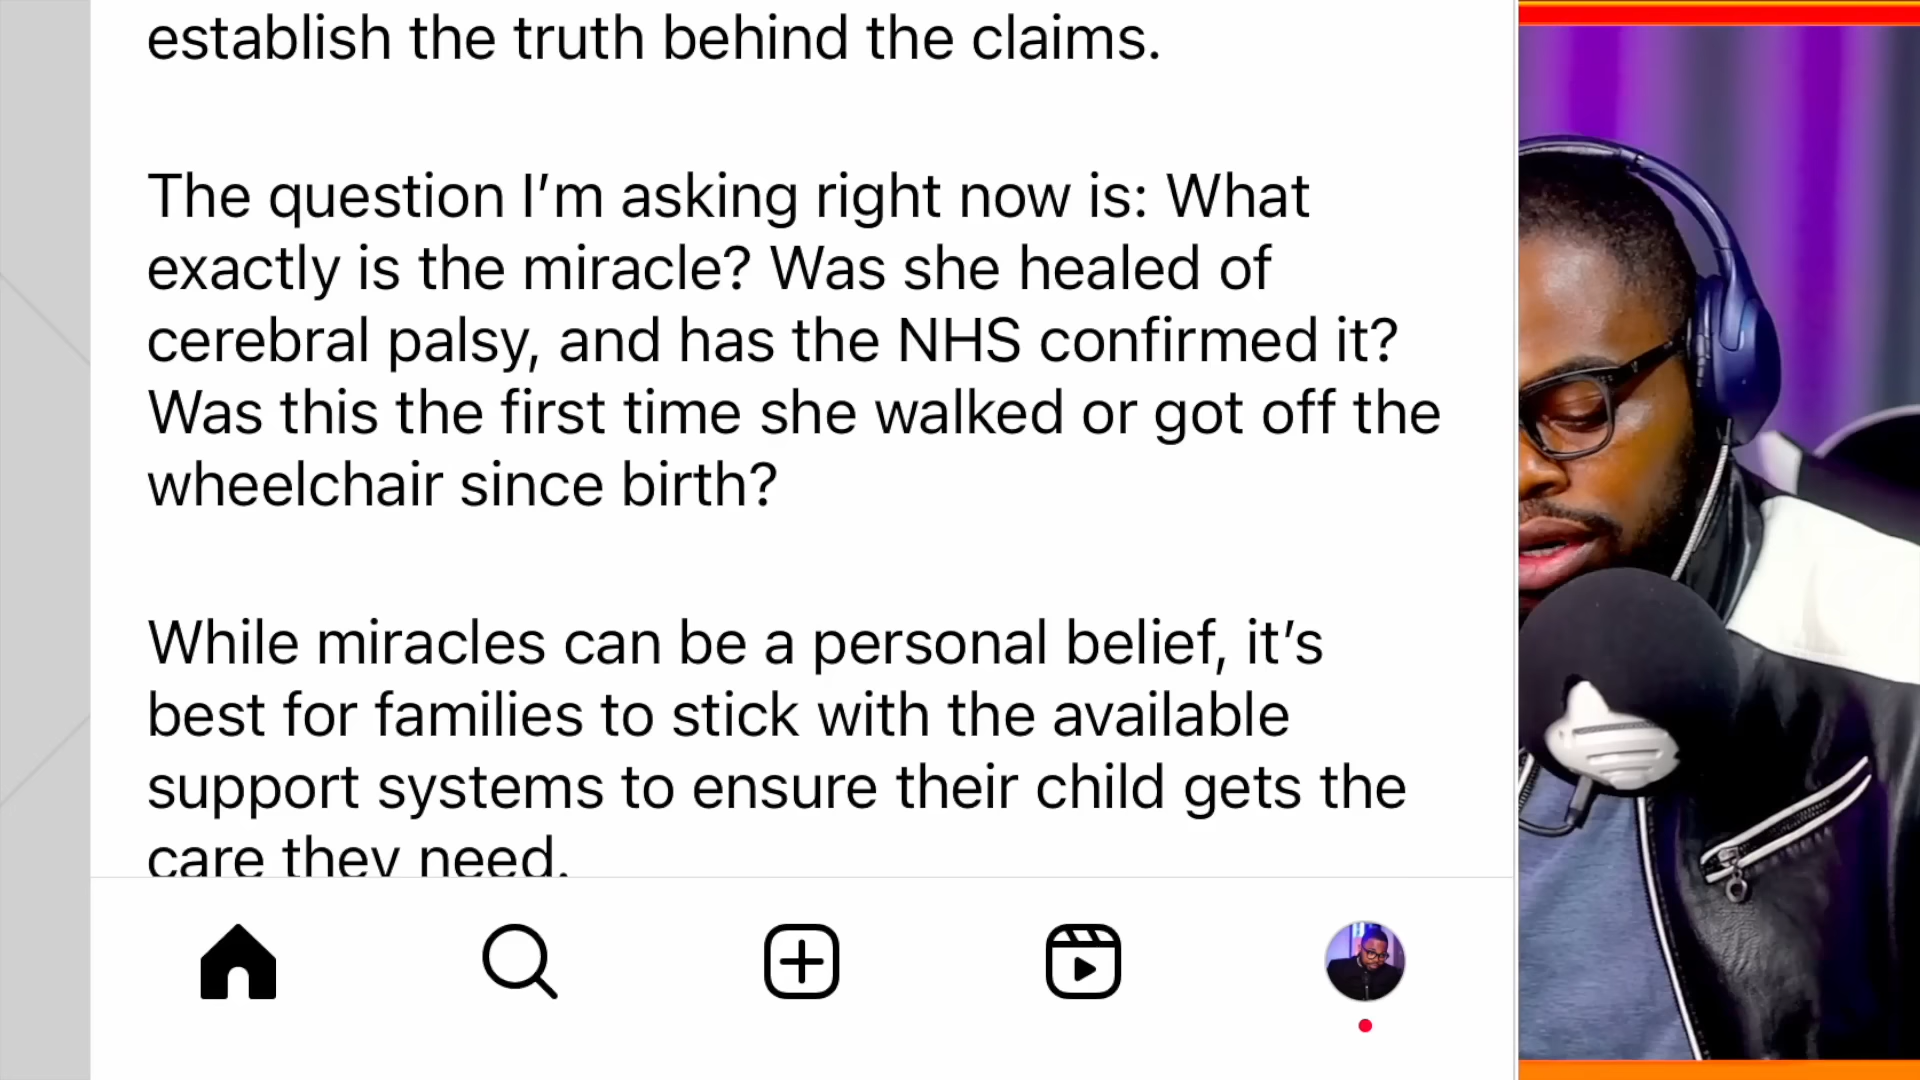 establish the truth behind the claims.
The question I’m asking right now is: What
exactly is the miracle? Was she healed of
cerebral palsy, and has the NHS confirmed it?
Was this the first time she walked or got off the
wheelchair since birth?
While miracles can be a personal belief, it’s
best for families to stick with the available
support systems to ensure their child gets the
care they need.